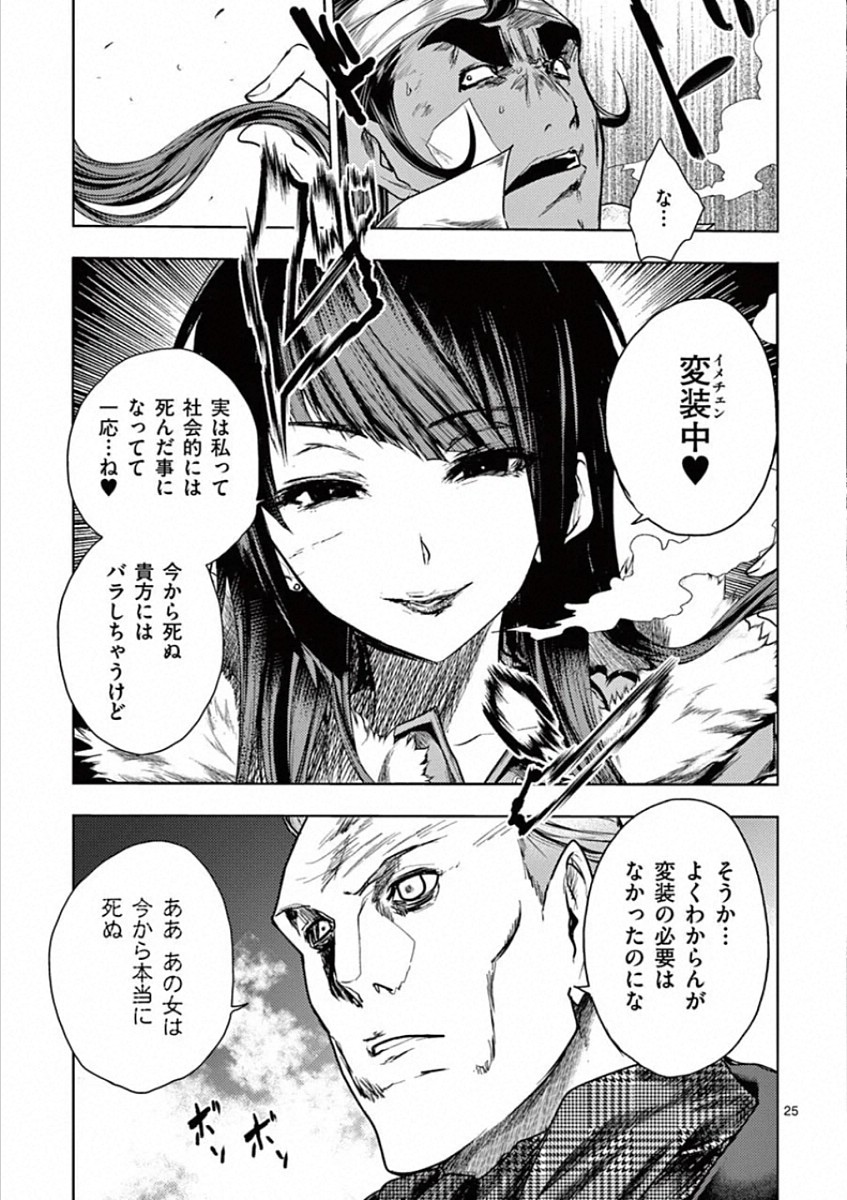 な…
イメチェン
変装中♥
実は私って
社会的には
死んだ事に
なってて
一応…ね♥
今から死ぬ
貴方には
バラしちゃうけど
そうか…
よくわからんが
変装の必要は
なかったのにな
ああ あの女は
今から本当に
死ぬ
ボソ
ボソ
25